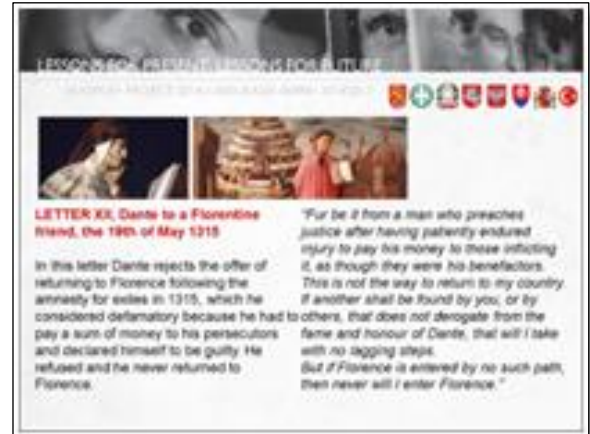 LESSONS FOR PRESENT, LESSONS FOR FUTURE
LETTER XII, Dante to a Florentine
friend, the 19th of May 1315
In this letter Dante rejects the offer of
returning to Florence following the
amnesty for exiles in 1315, which he
considered defamatory because he had to
pay a sum of money to his persecutors
and declared himself to be guilty. He
refused and he never returned to
Florence.
"Fur be it from a man who preaches
justice after having patiently endured
injury to pay his money to those inflicting
it, as though they were his benefactors.
This is not the way to return to my country.
If another shall be found by you, or by
others, that does not derogate from the
fame and honour of Dante, that will I take
with no lagging steps.
But if Florence is entered by no such path,
then never will I enter Florence."